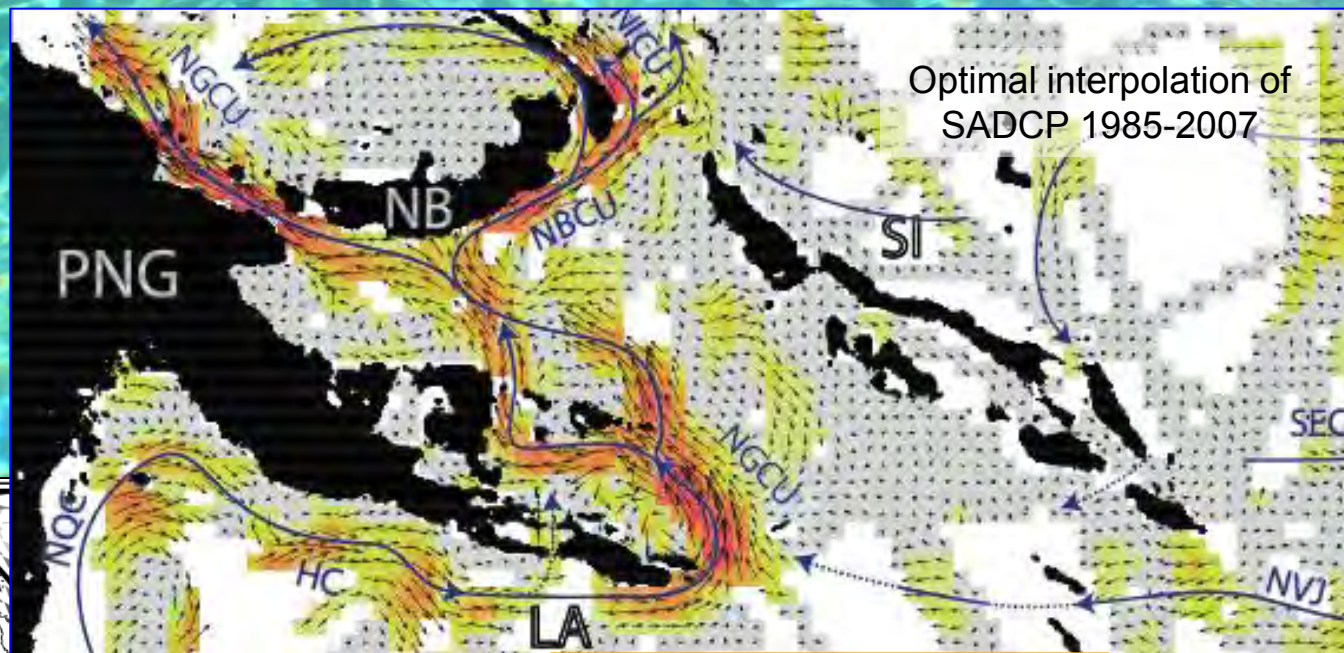 NGCU
NICU
Optimal interpolation of
SADCP 1985-2007
NB
NBCU
SI
PNG
NGCU
SEC
NQC
HC
NVJ
LA